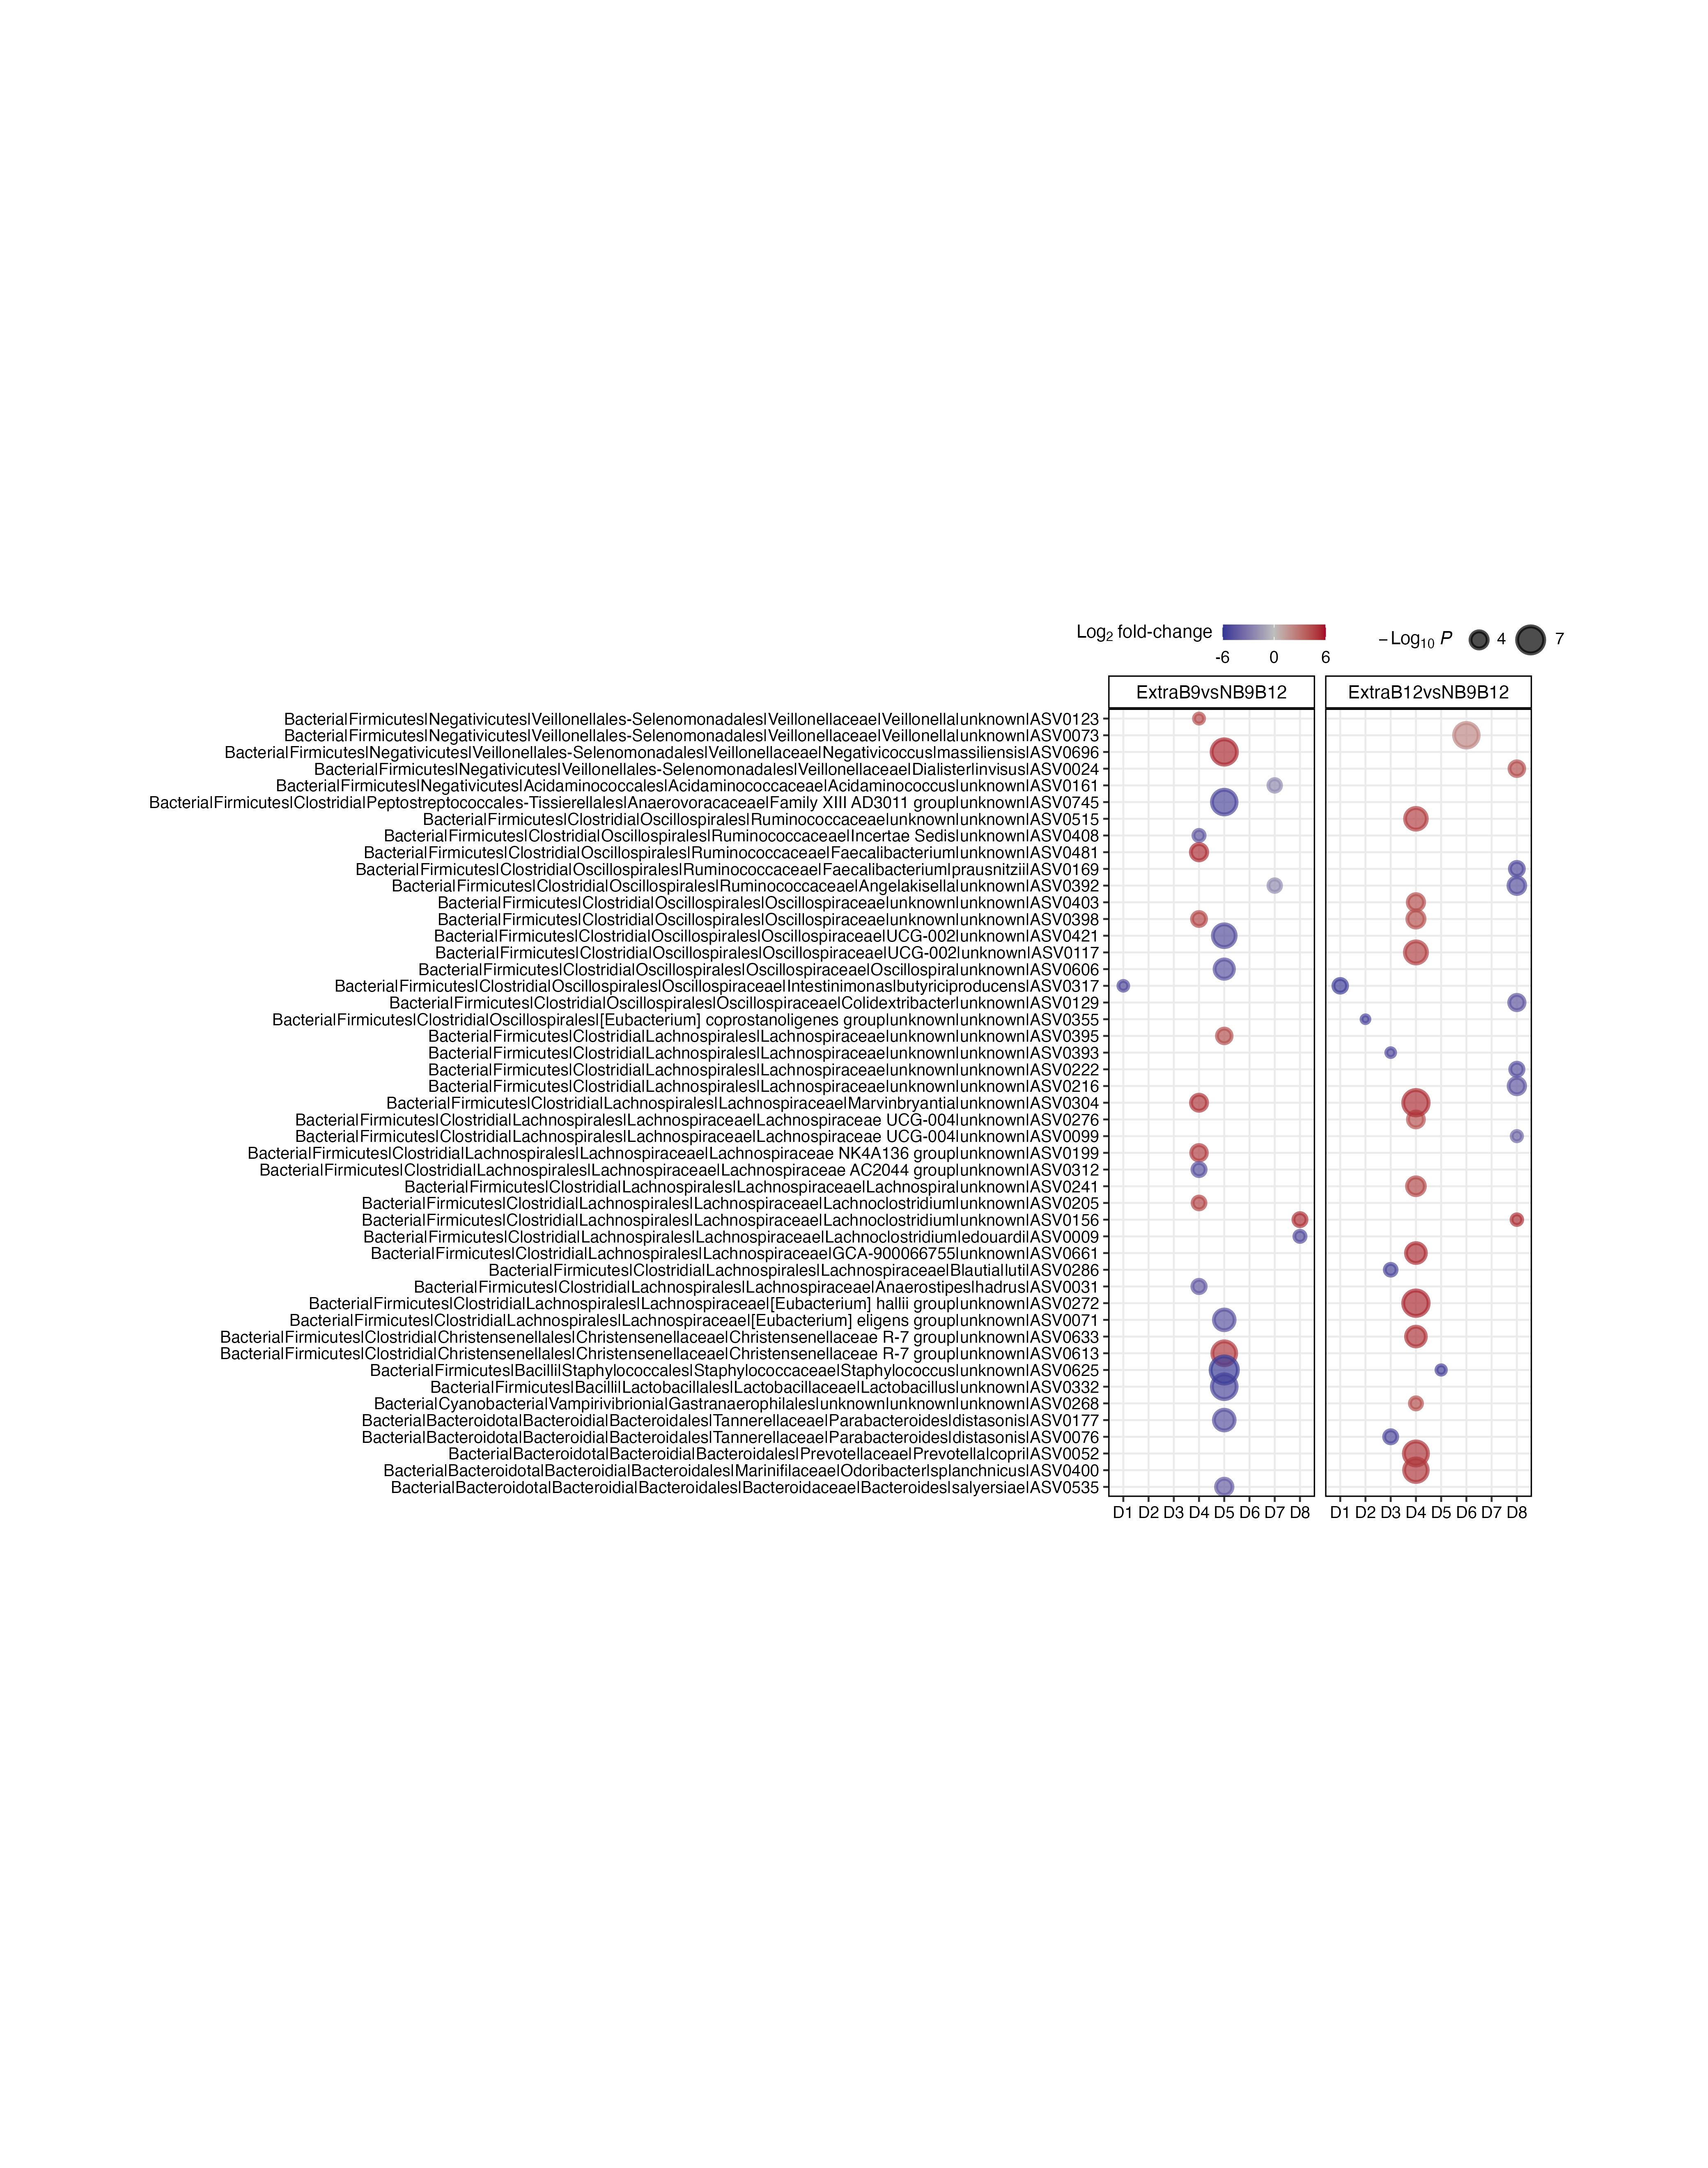 Log2 fold-change
-6 0 6
−Log10 P 4 7
ExtraB9vsNB9B12 ExtraB12vsNB9B12
Bacteria|Firmicutes|Negativicutes|Veillonellales-Selenomonadales|Veillonellaceae|Veillonella|unknown|ASV0123
Bacteria|Firmicutes|Negativicutes|Veillonellales-Selenomonadales|Veillonellaceae|Veillonella|unknown|ASV0073
Bacteria|Firmicutes|Negativicutes|Veillonellales-Selenomonadales|Veillonellaceae|Negativicoccus|massiliensis|ASV0696
Bacteria|Firmicutes|Negativicutes|Veillonellales-Selenomonadales|Veillonellaceae|Dialister|invisus|ASV0024
Bacteria|Firmicutes|Negativicutes|Acidaminococcales|Acidaminococcaceae|Acidaminococcus|unknown|ASV0161
Bacteria|Firmicutes|Clostridia|Peptostreptococcales-Tissierellales|Anaerovoracaceae|Family XIII AD3011 group|unknown|ASV0745
Bacteria|Firmicutes|Clostridia|Oscillospirales|Ruminococcaceae|unknown|unknown|ASV0515
Bacteria|Firmicutes|Clostridia|Oscillospirales|Ruminococcaceae|Incertae Sedis|unknown|ASV0408
Bacteria|Firmicutes|Clostridia|Oscillospirales|Ruminococcaceae|Faecalibacterium|unknown|ASV0481
Bacteria|Firmicutes|Clostridia|Oscillospirales|Ruminococcaceae|Faecalibacterium|prausnitzii|ASV0169
Bacteria|Firmicutes|Clostridia|Oscillospirales|Ruminococcaceae|Angelakisella|unknown|ASV0392
Bacteria|Firmicutes|Clostridia|Oscillospirales|Oscillospiraceae|unknown|unknown|ASV0403
Bacteria|Firmicutes|Clostridia|Oscillospirales|Oscillospiraceae|unknown|unknown|ASV0398
Bacteria|Firmicutes|Clostridia|Oscillospirales|Oscillospiraceae|UCG-002|unknown|ASV0421
Bacteria|Firmicutes|Clostridia|Oscillospirales|Oscillospiraceae|UCG-002|unknown|ASV0117
Bacteria|Firmicutes|Clostridia|Oscillospirales|Oscillospiraceae|Oscillospira|unknown|ASV0606
Bacteria|Firmicutes|Clostridia|Oscillospirales|Oscillospiraceae|Intestinimonas|butyriciproducens|ASV0317
Bacteria|Firmicutes|Clostridia|Oscillospirales|Oscillospiraceae|Colidextribacter|unknown|ASV0129
Bacteria|Firmicutes|Clostridia|Oscillospirales|[Eubacterium] coprostanoligenes group|unknown|unknown|ASV0355
Bacteria|Firmicutes|Clostridia|Lachnospirales|Lachnospiraceae|unknown|unknown|ASV0395
Bacteria|Firmicutes|Clostridia|Lachnospirales|Lachnospiraceae|unknown|unknown|ASV0393
Bacteria|Firmicutes|Clostridia|Lachnospirales|Lachnospiraceae|unknown|unknown|ASV0222
Bacteria|Firmicutes|Clostridia|Lachnospirales|Lachnospiraceae|unknown|unknown|ASV0216
Bacteria|Firmicutes|Clostridia|Lachnospirales|Lachnospiraceae|Marvinbryantia|unknown|ASV0304
Bacteria|Firmicutes|Clostridia|Lachnospirales|Lachnospiraceae|Lachnospiraceae UCG-004|unknown|ASV0276
Bacteria|Firmicutes|Clostridia|Lachnospirales|Lachnospiraceae|Lachnospiraceae UCG-004|unknown|ASV0099
Bacteria|Firmicutes|Clostridia|Lachnospirales|Lachnospiraceae|Lachnospiraceae NK4A136 group|unknown|ASV0199
Bacteria|Firmicutes|Clostridia|Lachnospirales|Lachnospiraceae|Lachnospiraceae AC2044 group|unknown|ASV0312
Bacteria|Firmicutes|Clostridia|Lachnospirales|Lachnospiraceae|Lachnospira|unknown|ASV0241
Bacteria|Firmicutes|Clostridia|Lachnospirales|Lachnospiraceae|Lachnoclostridium|unknown|ASV0205
Bacteria|Firmicutes|Clostridia|Lachnospirales|Lachnospiraceae|Lachnoclostridium|unknown|ASV0156
Bacteria|Firmicutes|Clostridia|Lachnospirales|Lachnospiraceae|Lachnoclostridium|edouardi|ASV0009
Bacteria|Firmicutes|Clostridia|Lachnospirales|Lachnospiraceae|GCA-900066755|unknown|ASV0661
Bacteria|Firmicutes|Clostridia|Lachnospirales|Lachnospiraceae|Blautia|luti|ASV0286
Bacteria|Firmicutes|Clostridia|Lachnospirales|Lachnospiraceae|Anaerostipes|hadrus|ASV0031
Bacteria|Firmicutes|Clostridia|Lachnospirales|Lachnospiraceae|[Eubacterium] hallii group|unknown|ASV0272
Bacteria|Firmicutes|Clostridia|Lachnospirales|Lachnospiraceae|[Eubacterium] eligens group|unknown|ASV0071
Bacteria|Firmicutes|Clostridia|Christensenellales|Christensenellaceae|Christensenellaceae R-7 group|unknown|ASV0633
Bacteria|Firmicutes|Clostridia|Christensenellales|Christensenellaceae|Christensenellaceae R-7 group|unknown|ASV0613
Bacteria|Firmicutes|Bacilli|Staphylococcales|Staphylococcaceae|Staphylococcus|unknown|ASV0625
Bacteria|Firmicutes|Bacilli|Lactobacillales|Lactobacillaceae|Lactobacillus|unknown|ASV0332
Bacteria|Cyanobacteria|Vampirivibrionia|Gastranaerophilales|unknown|unknown|unknown|ASV0268
Bacteria|Bacteroidota|Bacteroidia|Bacteroidales|Tannerellaceae|Parabacteroides|distasonis|ASV0177
Bacteria|Bacteroidota|Bacteroidia|Bacteroidales|Tannerellaceae|Parabacteroides|distasonis|ASV0076
Bacteria|Bacteroidota|Bacteroidia|Bacteroidales|Prevotellaceae|Prevotella|copri|ASV0052
Bacteria|Bacteroidota|Bacteroidia|Bacteroidales|Marinifilaceae|Odoribacter|splanchnicus|ASV0400
Bacteria|Bacteroidota|Bacteroidia|Bacteroidales|Bacteroidaceae|Bacteroides|salyersiae|ASV0535
D1 D2 D3 D4 D5 D6 D7 D8 D1 D2 D3 D4 D5 D6 D7 D8